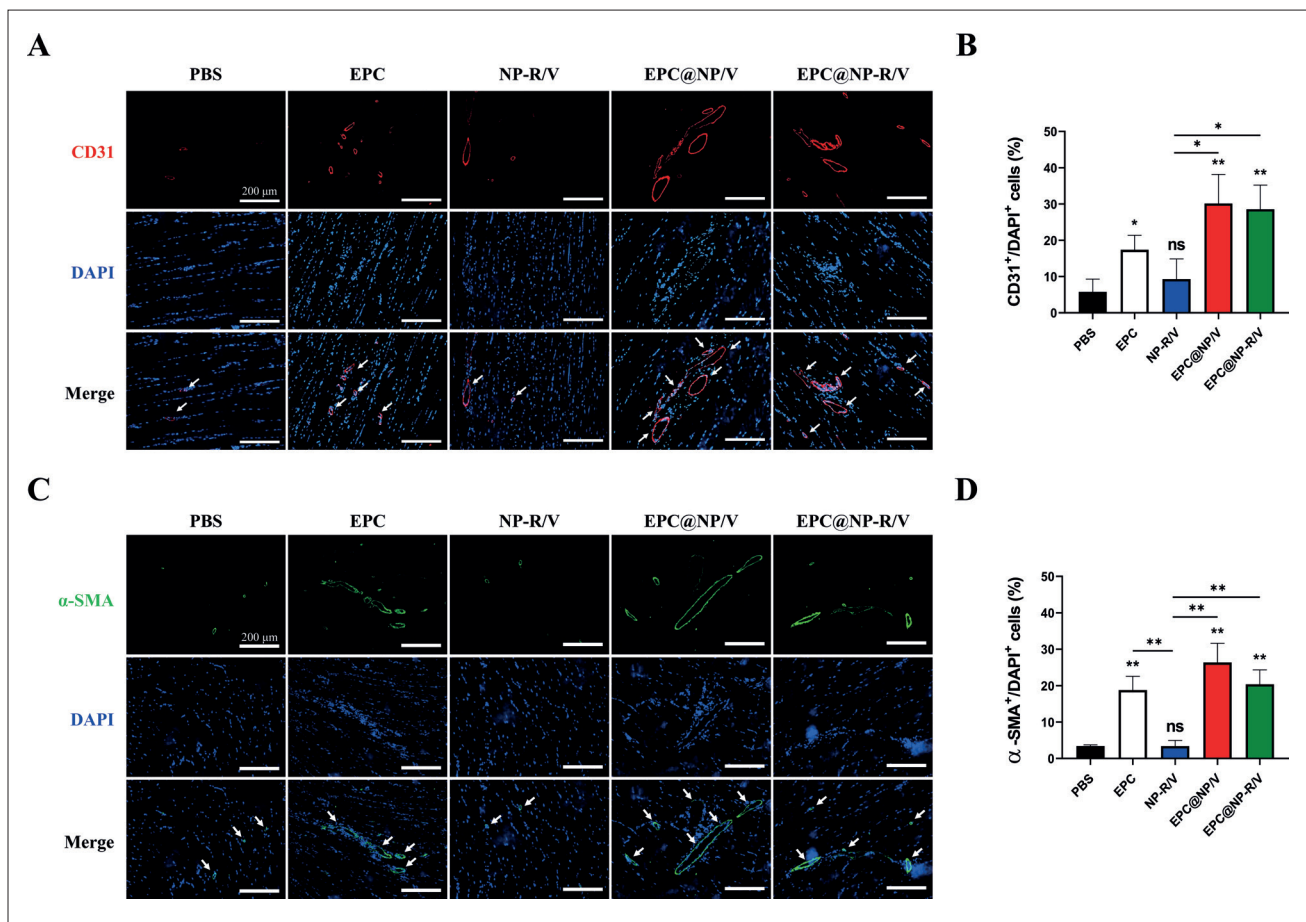 A
PBS EPC NP-R/V EPC@NP/V EPC@NP-R/V
CD31
200 μm
DAPI
Merge
B
CD31⁺/DAPI⁺ cells (%)
50
40
30
20
10
0
*
ns
**
**
*
*
PBS
EPC
NP-R/V
EPC@NP/V
EPC@NP-R/V
C
PBS EPC NP-R/V EPC@NP/V EPC@NP-R/V
α-SMA
200 μm
DAPI
Merge
D
α-SMA⁺/DAPI⁺ cells (%)
50
40
30
20
10
0
**
ns
**
**
**
**
**
PBS
EPC
NP-R/V
EPC@NP/V
EPC@NP-R/V